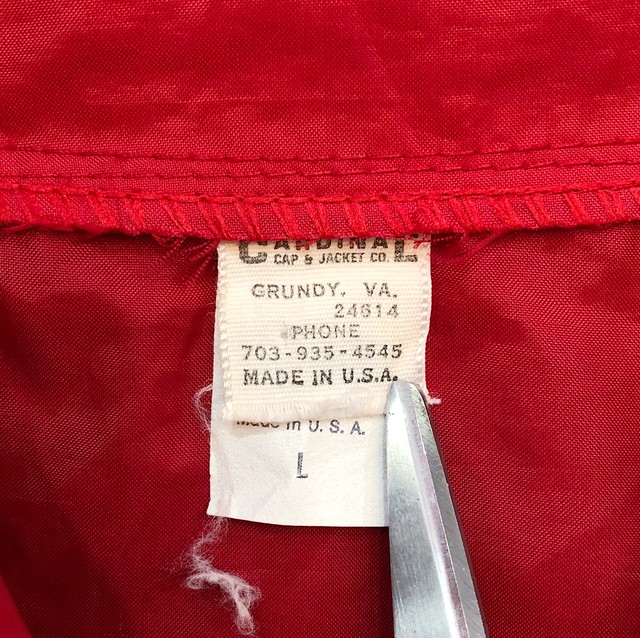 CARDINAL
CAP & JACKET CO.
GRUNDY, VA.
24614
PHONE
703-935-4545
MADE IN U.S.A.
Made in U.S.A.
L